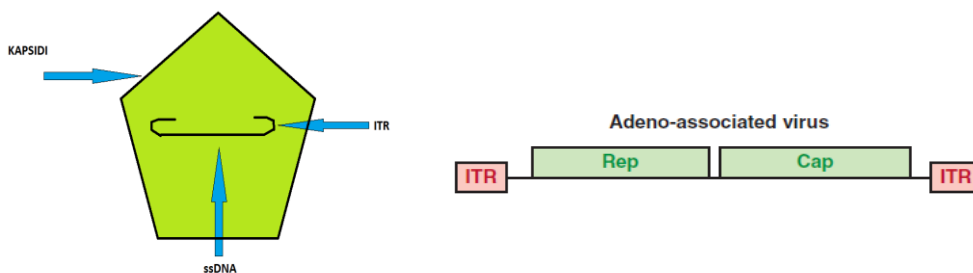 KAPSIDI
ITR
ssDNA
Adeno-associated virus
Rep
Cap
ITR
ITR